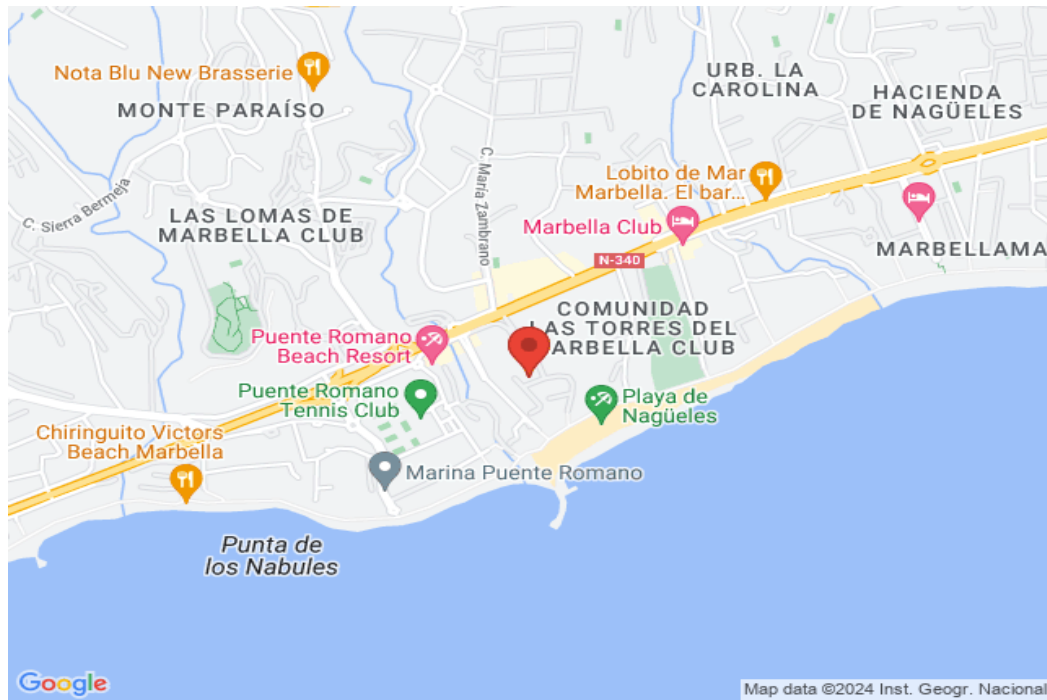 Nota Blu New Brasserie
MONTE PARAÍSO
URB. LA
CAROLINA
HACIENDA
DE NAGÜELES
C. María Zambrano
Lobito de Mar
Marbella. El bar...
C. Sierra Bermeja
LAS LOMAS DE
MARBELLA CLUB
Marbella Club
MARBELLAMA
N-340
COMUNIDAD
LAS TORRES DEL
MARBELLA CLUB
Puente Romano
Beach Resort
Puente Romano
Tennis Club
Playa de
Nagüeles
Chiringuito Victors
Beach Marbella
Marina Puente Romano
Punta de
los Nabules
Google
Map data ©2024 Inst. Geogr. Nacional